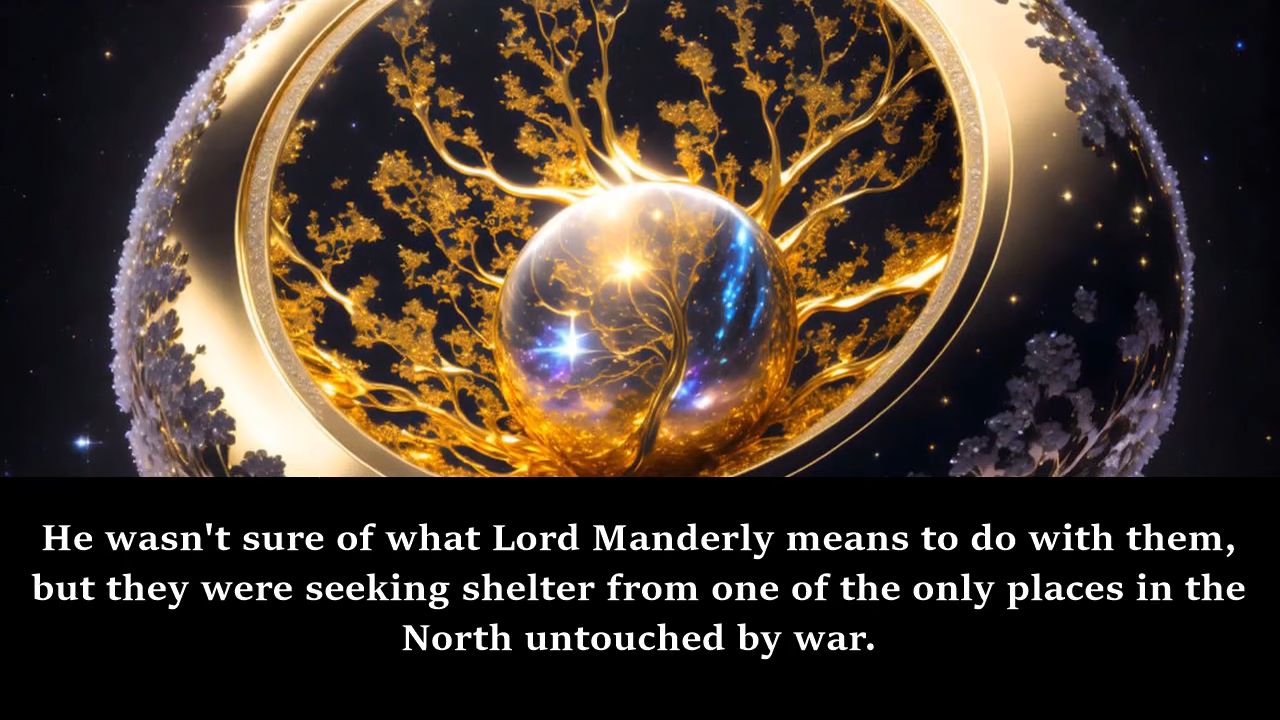 He wasn't sure of what Lord Manderly means to do with them,
but they were seeking shelter from one of the only places in the
North untouched by war.